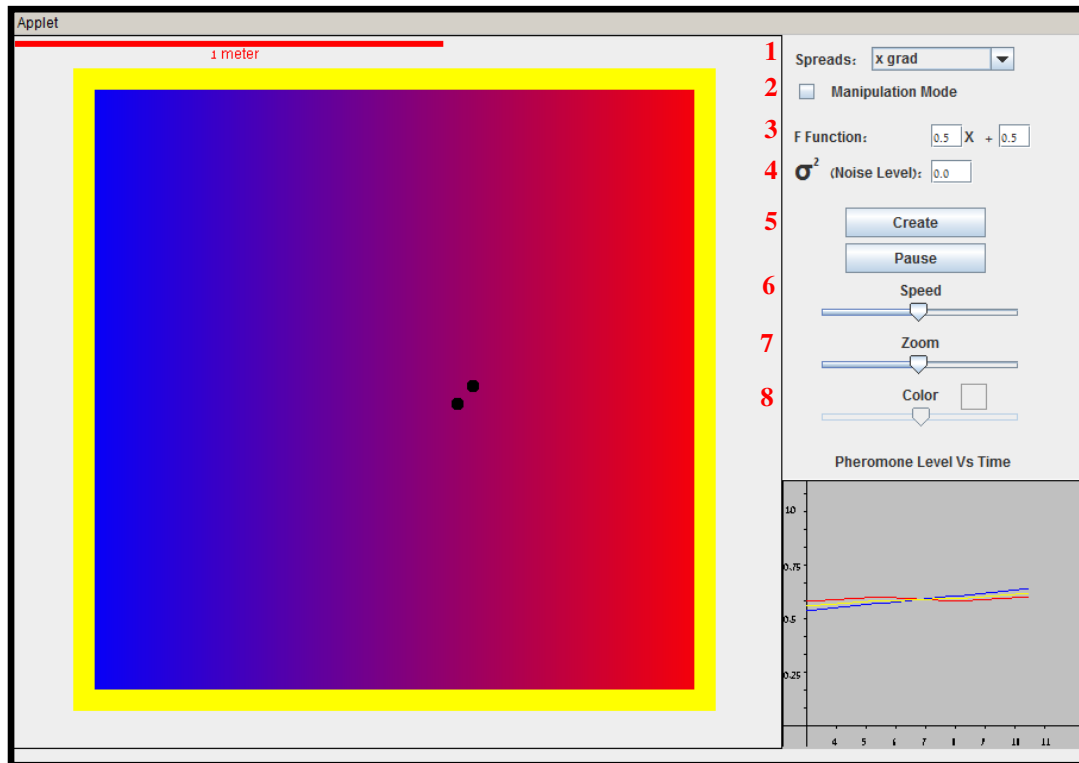 Applet
1 meter
1 Spreads: x grad
2 Manipulation Mode
3 F Function: 0.5 X + 0.5
4 σ² (Noise Level): 0.0
5 Create
Pause
6 Speed
7 Zoom
8 Color
Pheromone Level Vs Time
1.0
0.75
0.5
0.25
4 5 6 7 8 9 10 11